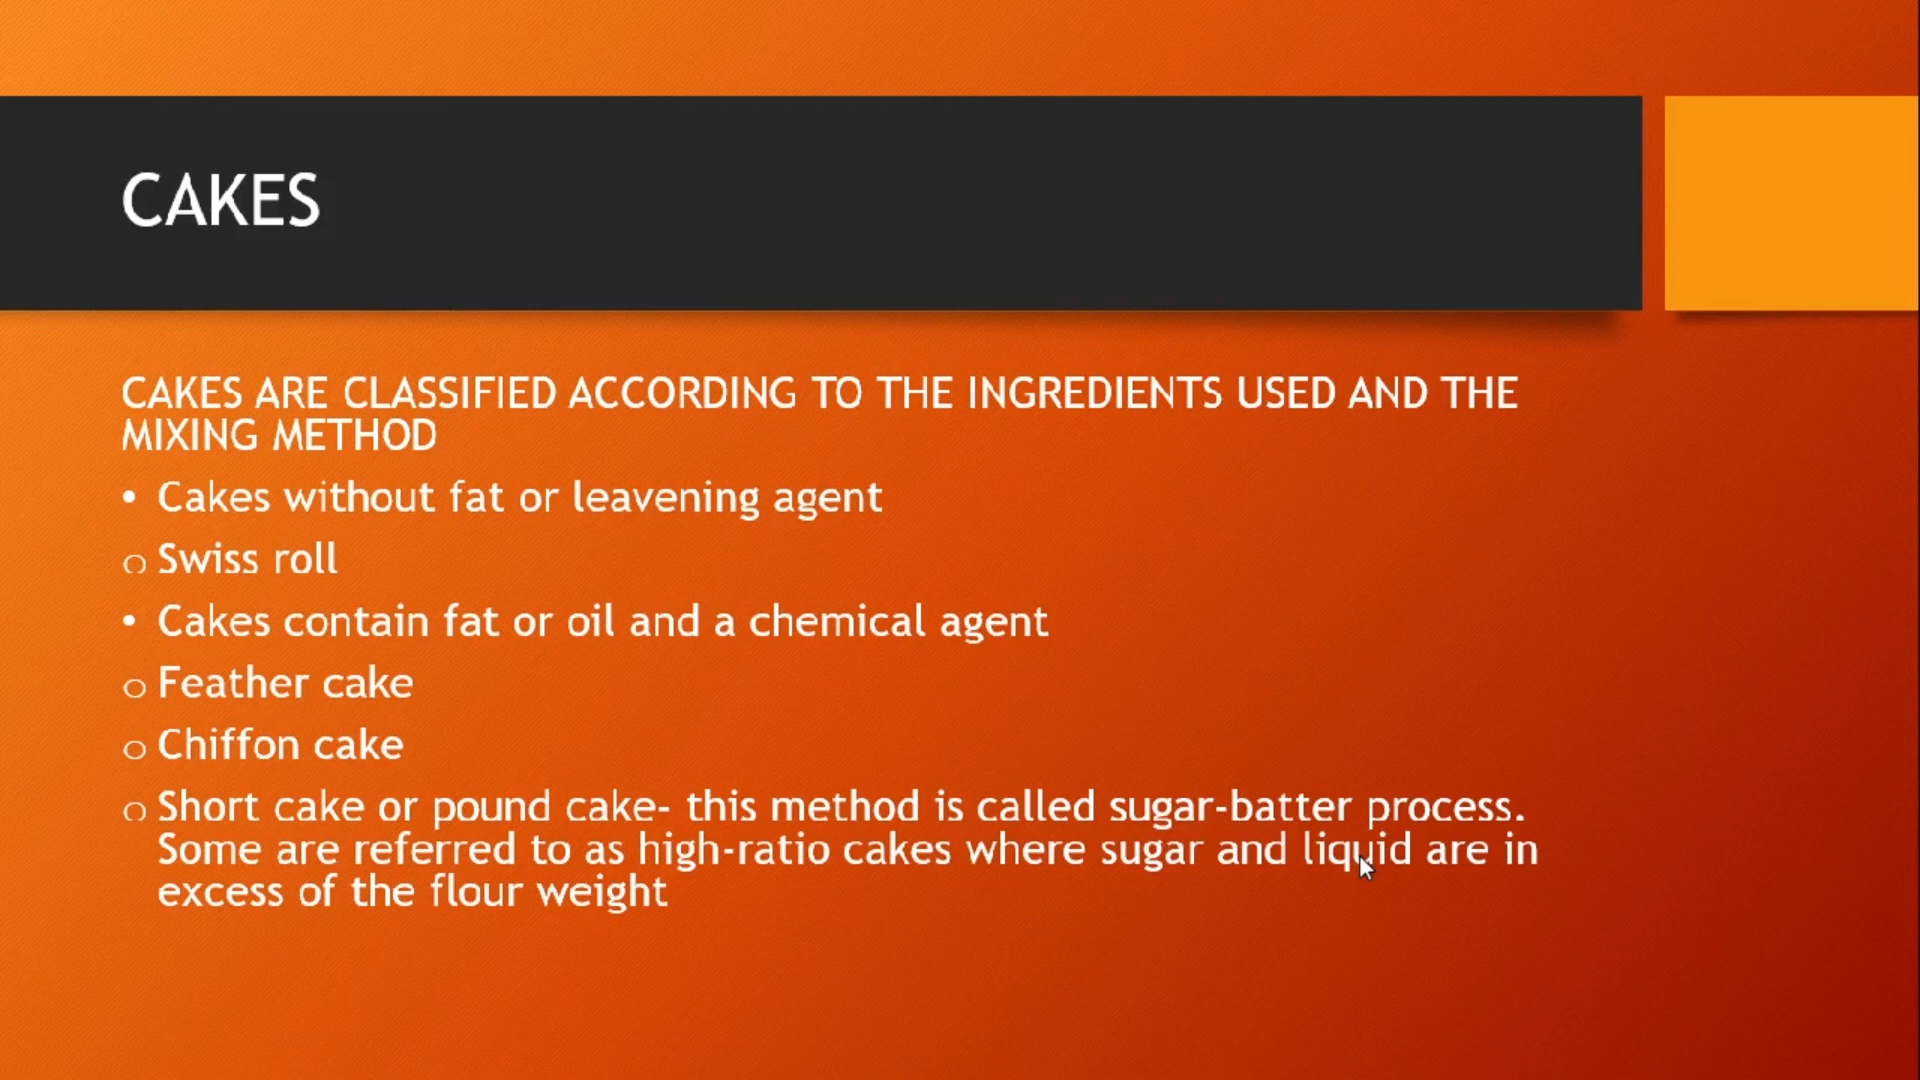 CAKES
CAKES ARE CLASSIFIED ACCORDING TO THE INGREDIENTS USED AND THE
MIXING METHOD
• Cakes without fat or leavening agent
o Swiss roll
• Cakes contain fat or oil and a chemical agent
o Feather cake
o Chiffon cake
o Short cake or pound cake- this method is called sugar-batter process.
Some are referred to as high-ratio cakes where sugar and liquid are in
excess of the flour weight